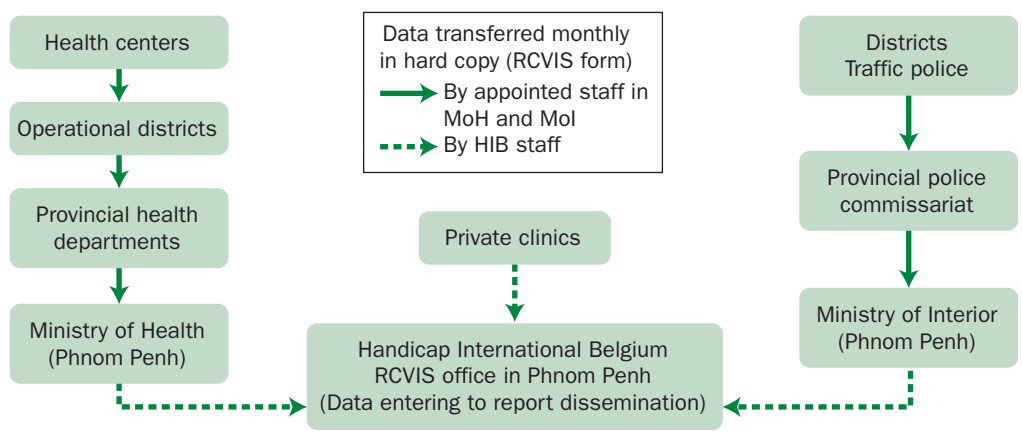 Health centers
Operational districts
Provincial health
departments
Ministry of Health
(Phnom Penh)
Data transferred monthly
in hard copy (RCVIS form)
By appointed staff in
MoH and MoI
By HIB staff
Private clinics
Handicap International Belgium
RCVIS office in Phnom Penh
(Data entering to report dissemination)
Districts
Traffic police
Provincial police
commissariat
Ministry of Interior
(Phnom Penh)